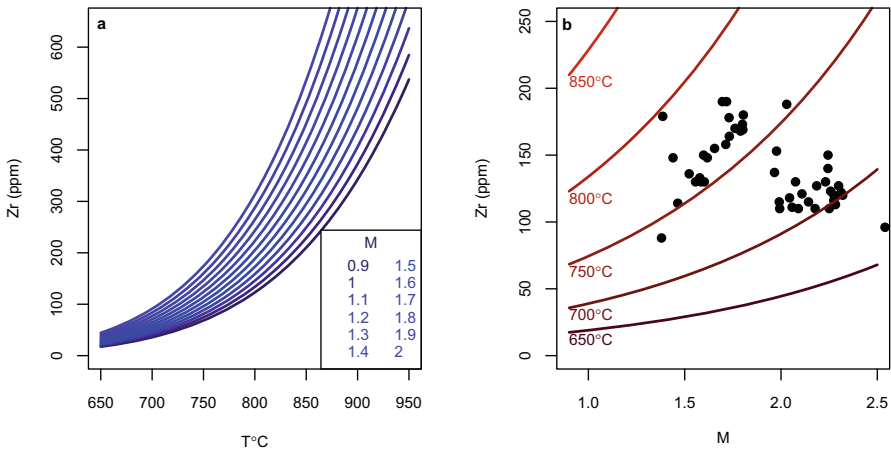 a
Zr (ppm)
600
500
400
300
200
100
0
M
0.9 1.5
1 1.6
1.1 1.7
1.2 1.8
1.3 1.9
1.4 2
650 700 750 800 850 900 950
T°C
b
Zr (ppm)
250
200
150
100
50
0
850°C
800°C
750°C
700°C
650°C
1.0 1.5 2.0 2.5
M